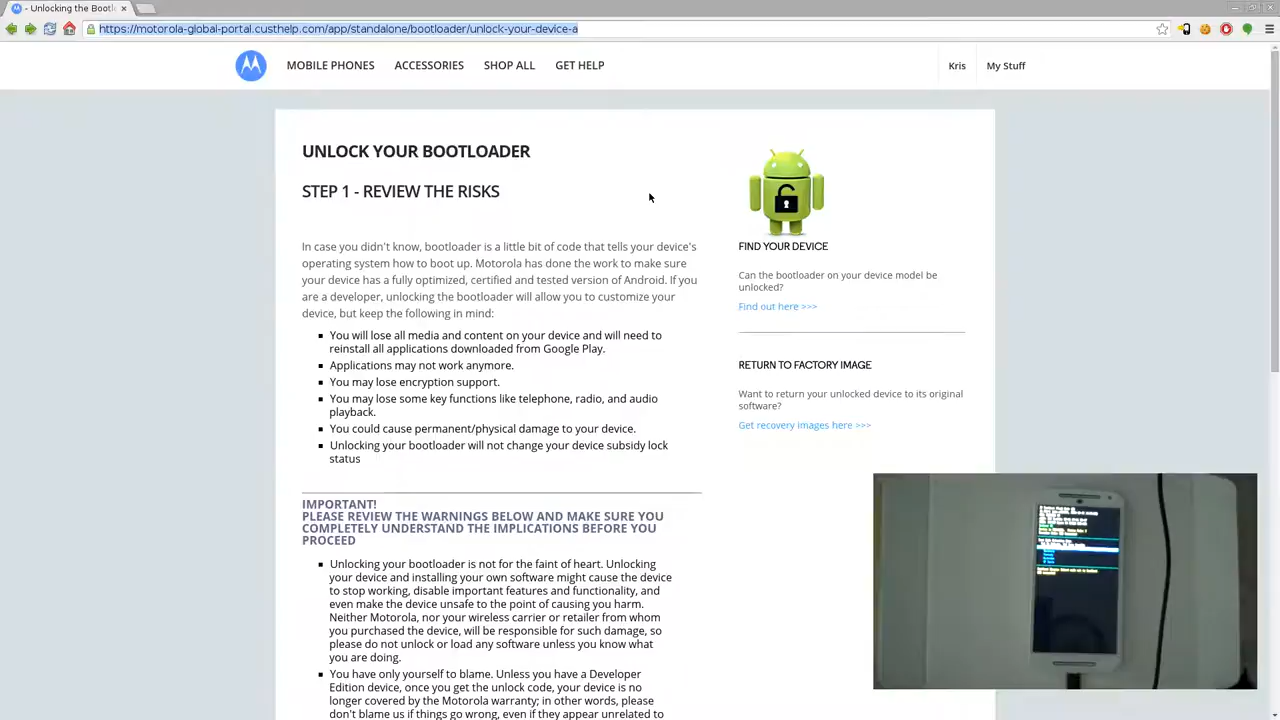 - Unlocking the Bootl
https://motorola-global-portal.custhelp.com/app/standalone/bootloader/unlock-your-device-a
MOBILE PHONES
ACCESSORIES
SHOP ALL
GET HELP
Kris
My Stuff
UNLOCK YOUR BOOTLOADER
STEP 1 - REVIEW THE RISKS
In case you didn't know, bootloader is a little bit of code that tells your device's
operating system how to boot up. Motorola has done the work to make sure
your device has a fully optimized, certified and tested version of Android. If you
are a developer, unlocking the bootloader will allow you to customize your
device, but keep the following in mind:
You will lose all media and content on your device and will need to
reinstall all applications downloaded from Google Play.
Applications may not work anymore.
You may lose encryption support.
You may lose some key functions like telephone, radio, and audio
playback.
You could cause permanent/physical damage to your device.
Unlocking your bootloader will not change your device subsidy lock
status
IMPORTANT!
PLEASE REVIEW THE WARNINGS BELOW AND MAKE SURE YOU
COMPLETELY UNDERSTAND THE IMPLICATIONS BEFORE YOU
PROCEED
Unlocking your bootloader is not for the faint of heart. Unlocking
your device and installing your own software might cause the device
to stop working, disable important features and functionality, and
even make the device unsafe to the point of causing you harm.
Neither Motorola, nor your wireless carrier or retailer from whom
you purchased the device, will be responsible for such damage, so
please do not unlock or load any software unless you know what
you are doing.
You have only yourself to blame. Unless you have a Developer
Edition device, once you get the unlock code, your device is no
longer covered by the Motorola warranty; in other words, please
don't blame us if things go wrong, even if they appear unrelated to
FIND YOUR DEVICE
Can the bootloader on your device model be
unlocked?
Find out here >>>
RETURN TO FACTORY IMAGE
Want to return your unlocked device to its original
software?
Get recovery images here >>>